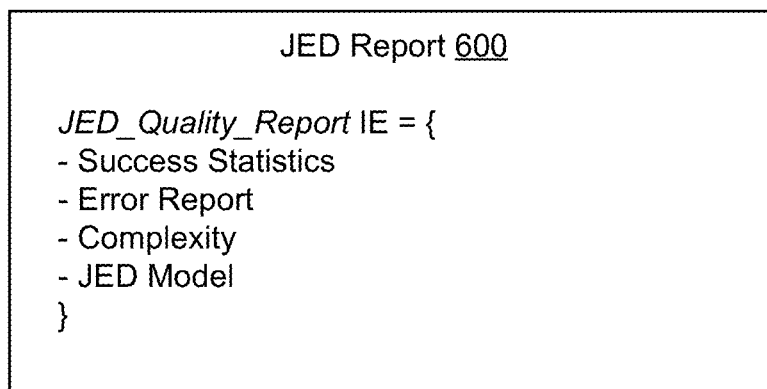 JED Report 600
JED_Quality_Report IE = {
- Success Statistics
- Error Report
- Complexity
- JED Model
}